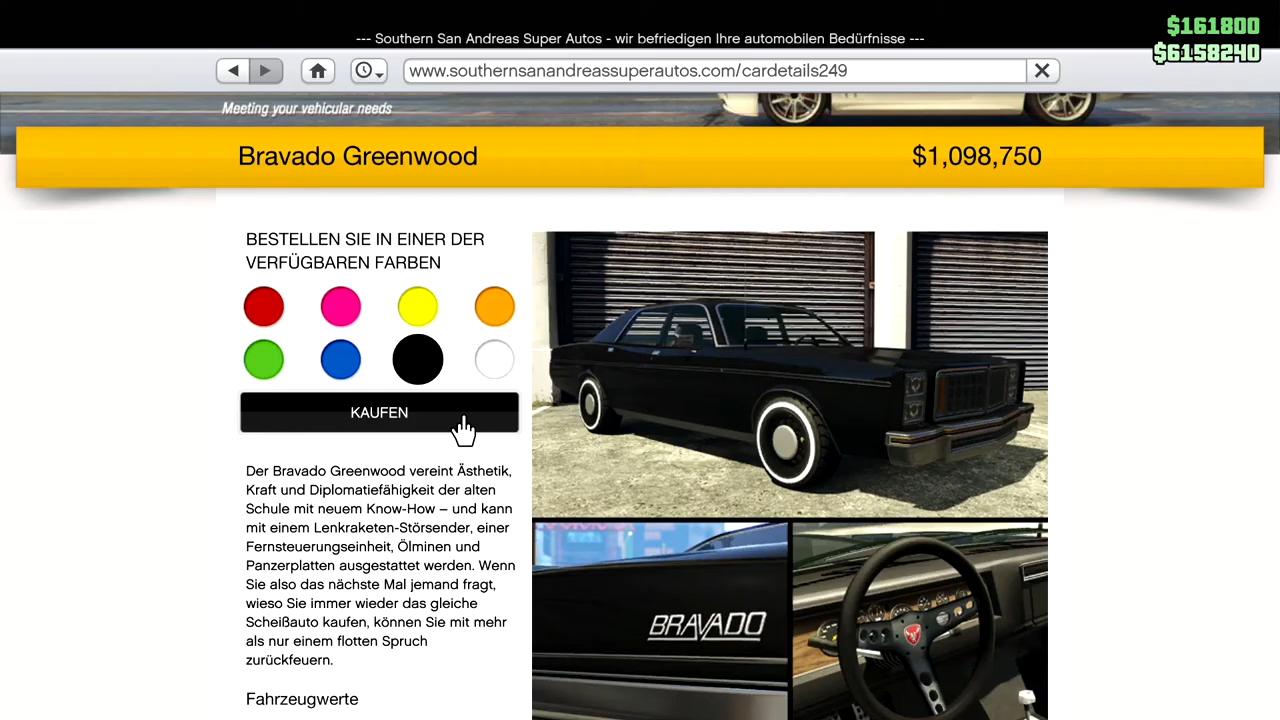 --- Southern San Andreas Super Autos - wir befriedigen Ihre automobilen Bedürfnisse ---
$161800
$6158240
www.southernsanandreassuperautos.com/cardetails249
Meeting your vehicular needs
Bravado Greenwood
$1,098,750
BESTELLEN SIE IN EINER DER
VERFÜGBAREN FARBEN
KAUFEN
Der Bravado Greenwood vereint Ästhetik,
Kraft und Diplomatiefähigkeit der alten
Schule mit neuem Know-How – und kann
mit einem Lenkraketen-Störsender, einer
Fernsteuerungseinheit, Ölminen und
Panzerplatten ausgestattet werden. Wenn
Sie also das nächste Mal jemand fragt,
wieso Sie immer wieder das gleiche
Scheißauto kaufen, können Sie mit mehr
als nur einem flotten Spruch
zurückfeuern.
Fahrzeugwerte
BRAVADO